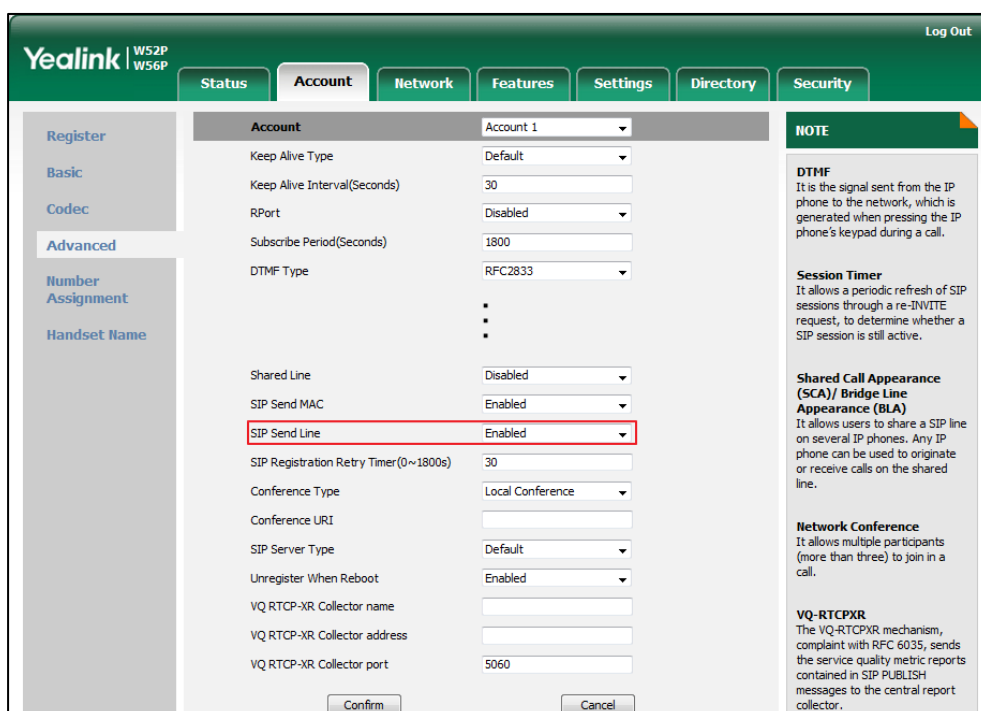 Log Out
Yealink | W52P
W56P
Status Account Network Features Settings Directory Security
Register
Basic
Codec
Advanced
Number
Assignment
Handset Name
Account Account 1
Keep Alive Type Default
Keep Alive Interval(Seconds) 30
RPort Disabled
Subscribe Period(Seconds) 1800
DTMF Type RFC2833
Shared Line Disabled
SIP Send MAC Enabled
SIP Send Line Enabled
SIP Registration Retry Timer(0~1800s) 30
Conference Type Local Conference
Conference URI
SIP Server Type Default
Unregister When Reboot Enabled
VQ RTCP-XR Collector name
VQ RTCP-XR Collector address
VQ RTCP-XR Collector port 5060
Confirm Cancel
NOTE
DTMF
It is the signal sent from the IP
phone to the network, which is
generated when pressing the IP
phone's keypad during a call.
Session Timer
It allows a periodic refresh of SIP
sessions through a re-INVITE
request, to determine whether a
SIP session is still active.
Shared Call Appearance
(SCA)/ Bridge Line
Appearance (BLA)
It allows users to share a SIP line
on several IP phones. Any IP
phone can be used to originate
or receive calls on the shared
line.
Network Conference
It allows multiple participants
(more than three) to join in a
call.
VQ-RTCPXR
The VQ-RTCPXR mechanism,
complaint with RFC 6035, sends
the service quality metric reports
contained in SIP PUBLISH
messages to the central report
collector.